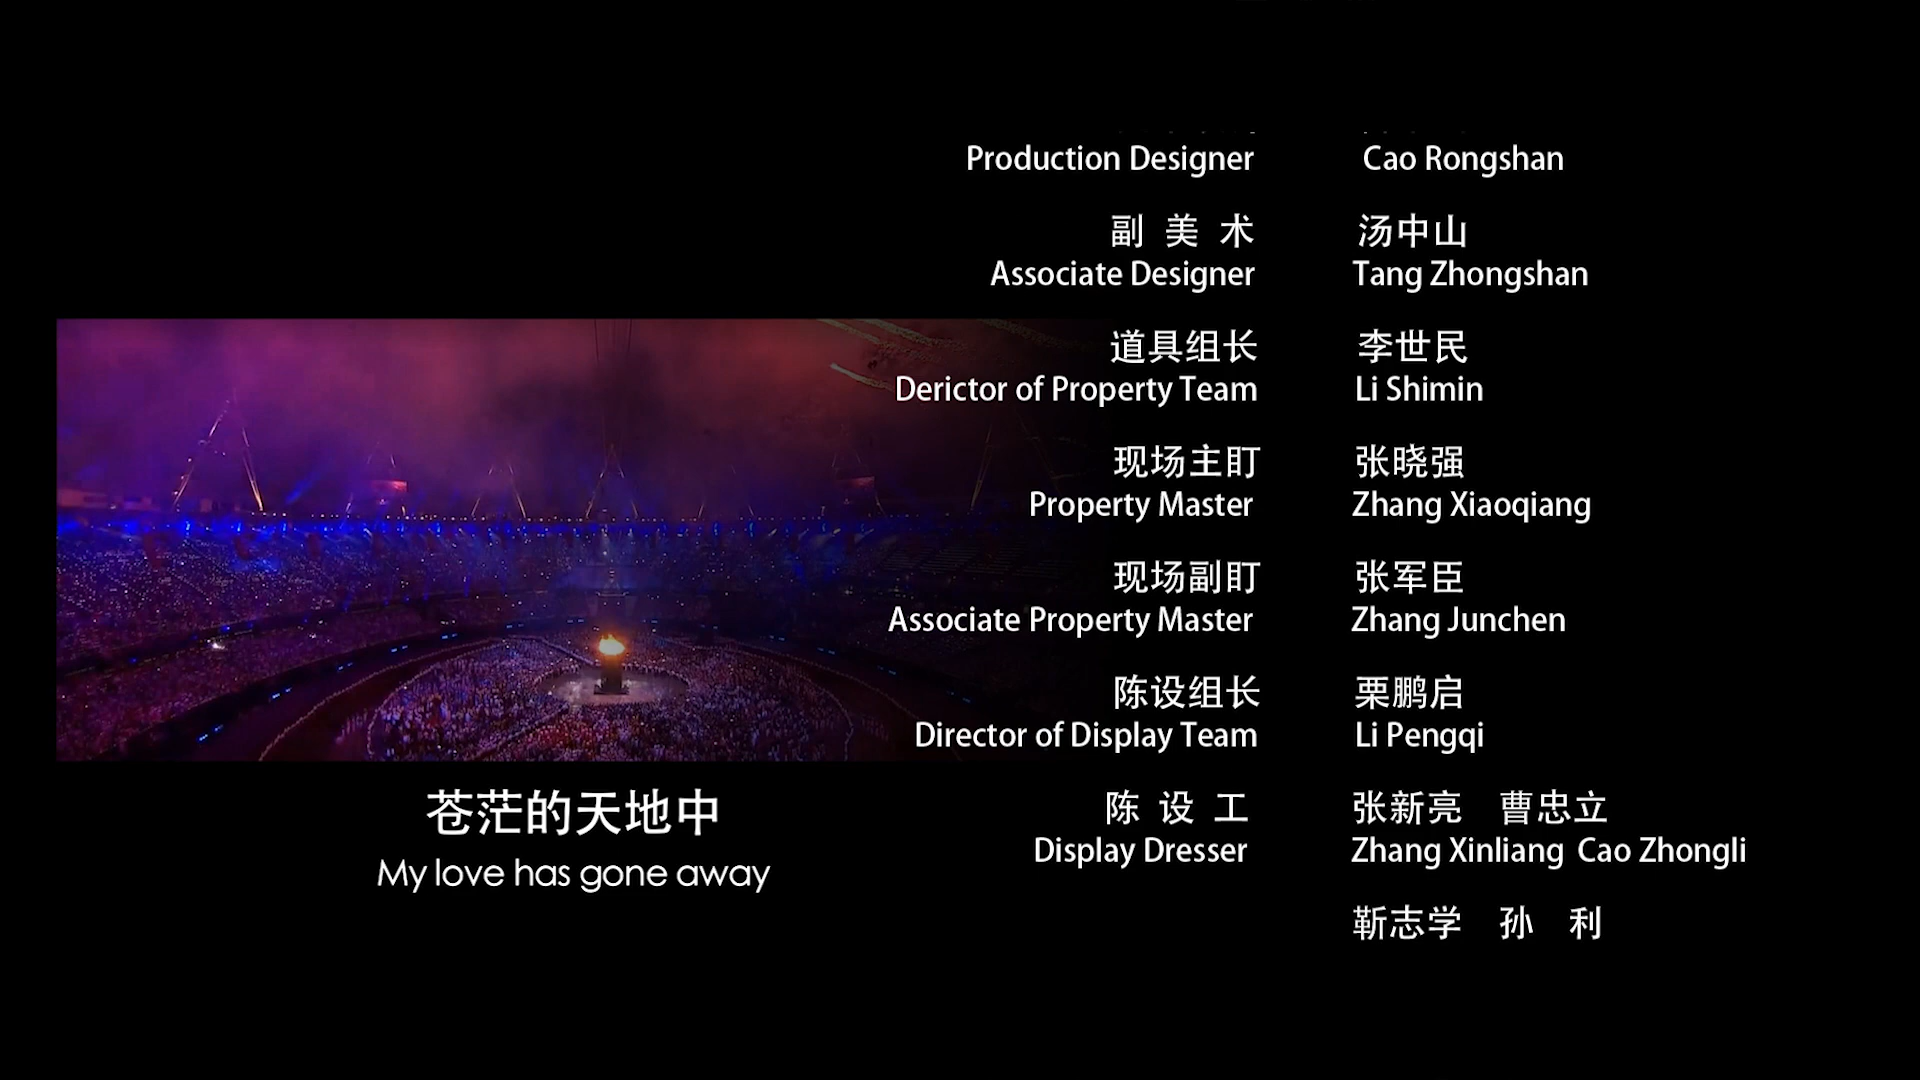 Production Designer Cao Rongshan
副 美 术 汤中山
Associate Designer Tang Zhongshan
道具组长 李世民
Derictor of Property Team Li Shimin
现场主盯 张晓强
Property Master Zhang Xiaoqiang
现场副盯 张军臣
Associate Property Master Zhang Junchen
陈设组长 栗鹏启
Director of Display Team Li Pengqi
陈 设 工 张新亮 曹忠立
Display Dresser Zhang Xinliang Cao Zhongli
靳志学 孙 利
苍茫的天地中
My love has gone away